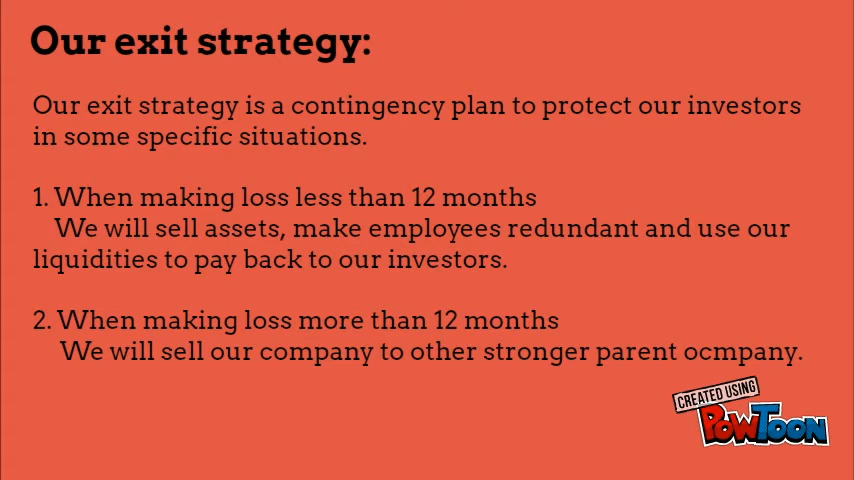 Our exit strategy:
Our exit strategy is a contingency plan to protect our investors
in some specific situations.
1. When making loss less than 12 months
We will sell assets, make employees redundant and use our
liquidities to pay back to our investors.
2. When making loss more than 12 months
We will sell our company to other stronger parent ocmpany.
CREATED USING
POWTOON